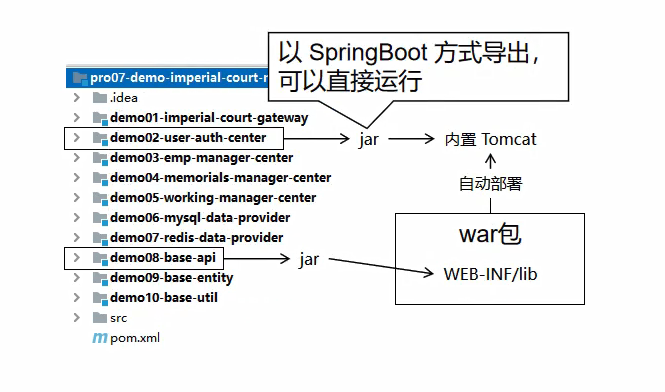 以 SpringBoot 方式导出，
可以直接运行
pro07-demo-imperial-court-r
.idea
demo01-imperial-court-gateway
demo02-user-auth-center
jar
内置 Tomcat
demo03-emp-manager-center
demo04-memorials-manager-center
自动部署
demo05-working-manager-center
demo06-mysql-data-provider
demo07-redis-data-provider
war包
demo08-base-api
jar
WEB-INF/lib
demo09-base-entity
demo10-base-util
src
pom.xml